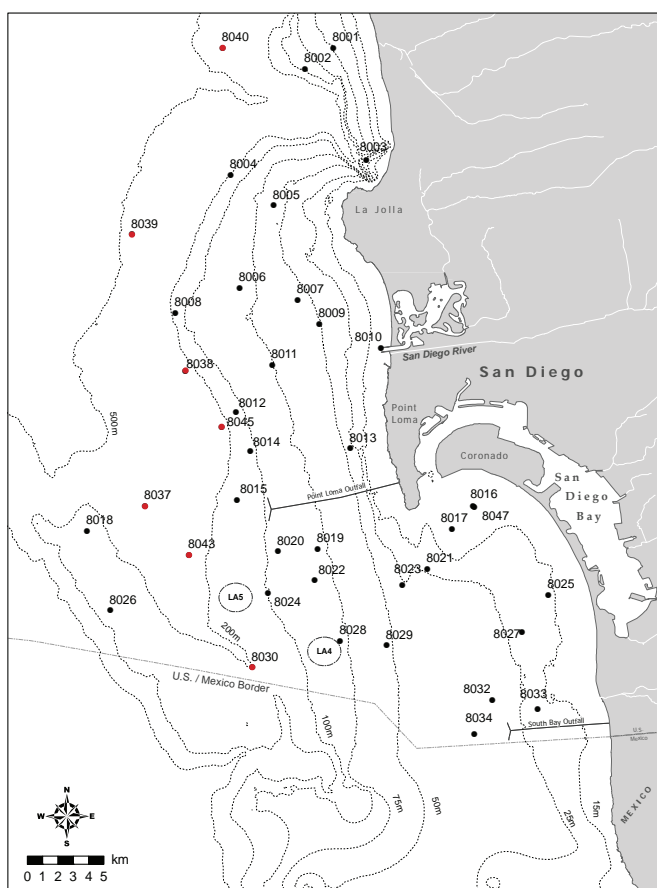 8040
8001
8002
8003
8004
8005
La Jolla
8039
8006
8007
8008
8009
8010
San Diego River
8011
8038
San Diego
8012
Point
Loma
8045
500m
8013
8014
Coronado
San
Diego
Bay
Point Loma Outfall
8015
8037
8016
8047
8018
8017
8020
8019
8043
8021
8022
8023
8025
LA5
8024
8026
200m
8027
8028
8029
LA4
8030
U.S. / Mexico Border
8032
8033
8034
South Bay Outfall
U.S.
Mexico
100m
75m
50m
25m
15m
MEXICO
N
W E
S
km
0 1 2 3 4 5